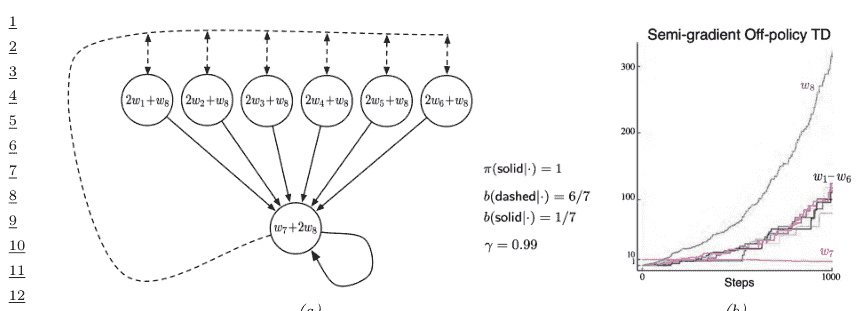 1
2
3
4
5
6
7
8
9
10
11
12
2w₁+w₈
2w₂+w₈
2w₃+w₈
2w₄+w₈
2w₅+w₈
2w₆+w₈
w₇+2w₈
π(solid|·) = 1
b(dashed|·) = 6/7
b(solid|·) = 1/7
γ = 0.99
Semi-gradient Off-policy TD
300
200
100
10
1
w₈
w₁–w₆
w₇
0
Steps
1000